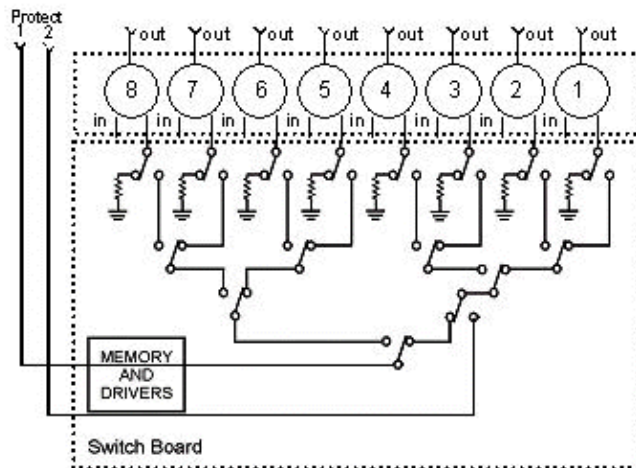 Protect
1 2
out out out out out out out out
8 7 6 5 4 3 2 1
in in in in in in in in
MEMORY
AND
DRIVERS
Switch Board